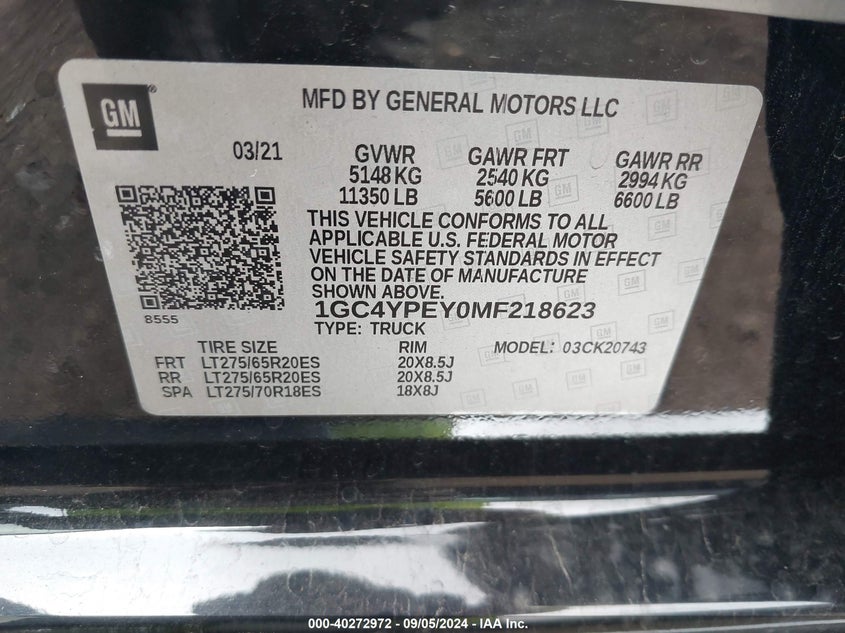 GM
MFD BY GENERAL MOTORS LLC
03/21 GVWR GAWR FRT GAWR RR
5148 KG 2540 KG 2994 KG
11350 LB 5600 LB 6600 LB
THIS VEHICLE CONFORMS TO ALL
APPLICABLE U.S. FEDERAL MOTOR
VEHICLE SAFETY STANDARDS IN EFFECT
ON THE DATE OF MANUFACTURE
SHOWN ABOVE.
8555
1GC4YPEY0MF218623
TYPE: TRUCK
TIRE SIZE RIM MODEL: 03CK20743
FRT LT275/65R20ES 20X8.5J
RR LT275/65R20ES 20X8.5J
SPA LT275/70R18ES 18X8J
000-40272972 - 09/05/2024 - IAA Inc.